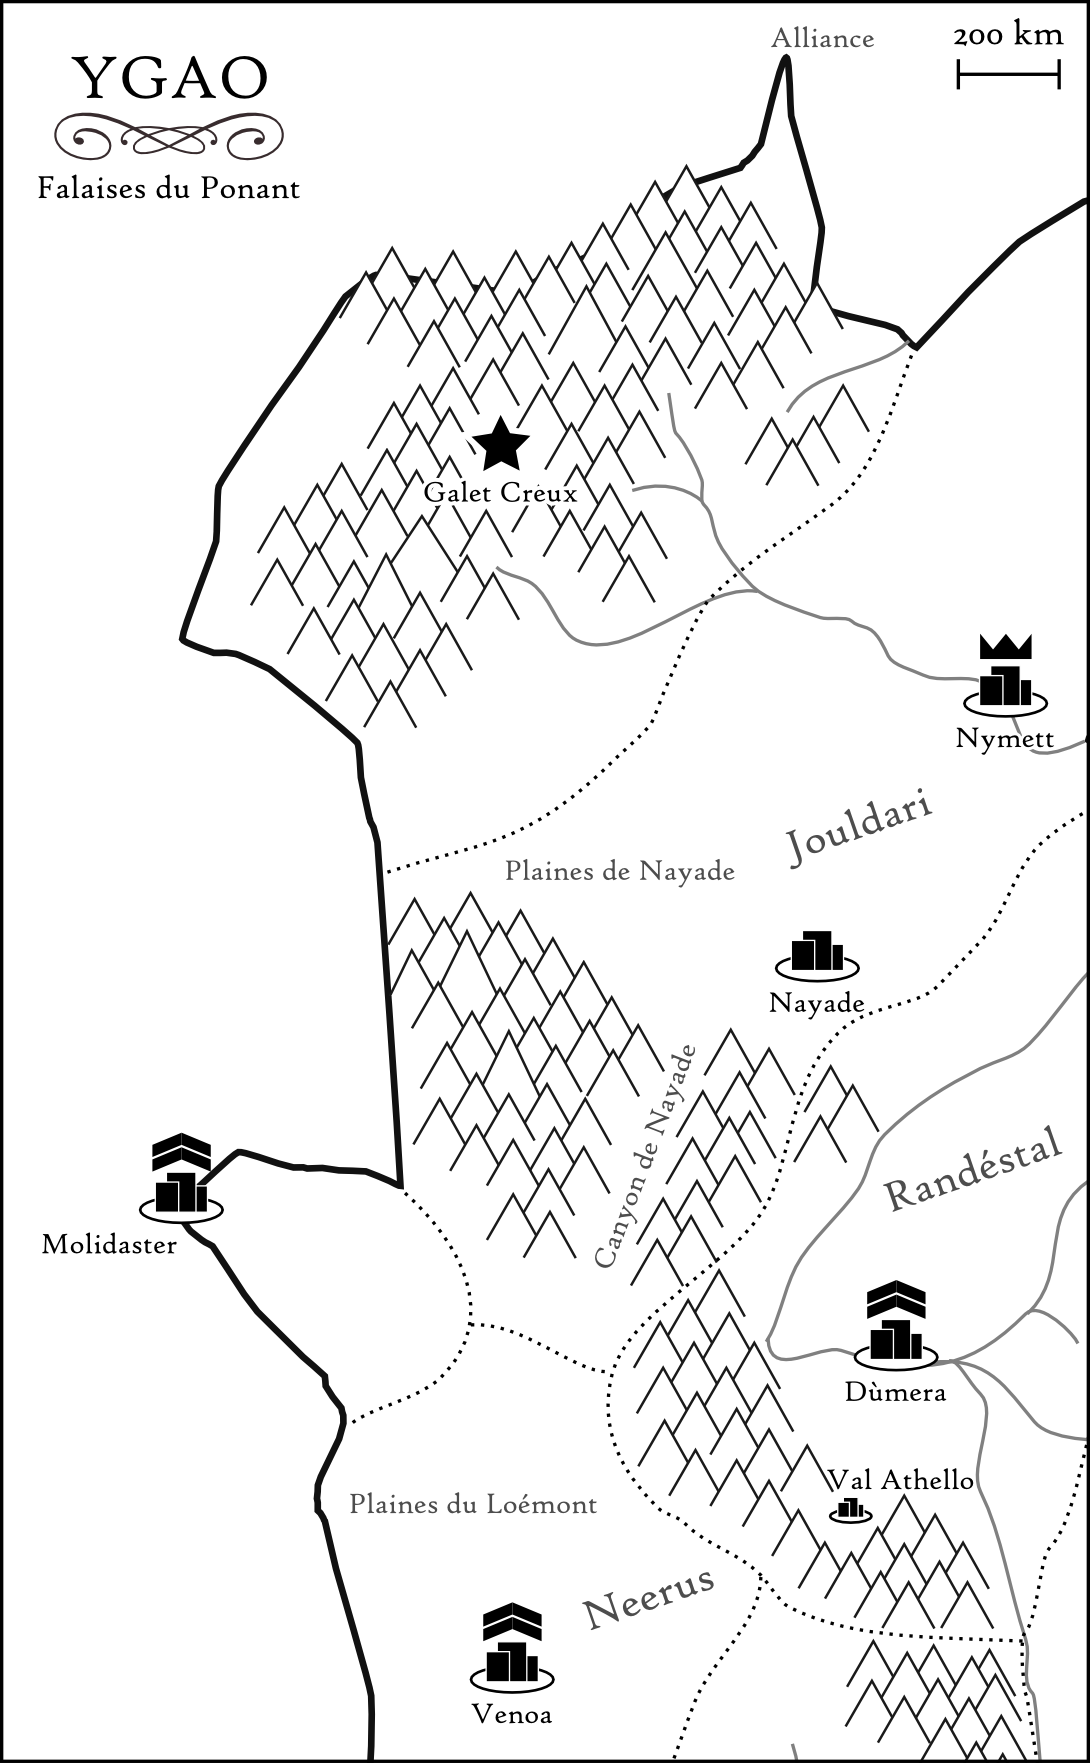 Alliance
200 km
YGAO
Falaises du Ponant
Galet Creux
Nymett
Jouldari
Plaines de Nayade
Nayade
Canyon de Nayade
Randéstal
Molidaster
Dùmera
Val Athello
Plaines du Loémont
Neerus
Venoa